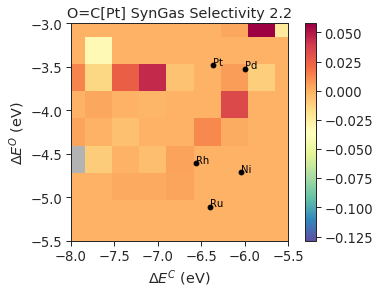 O=C[Pt] SynGas Selectivity 2.2
−3.0
−3.5
−4.0
−4.5
−5.0
−5.5
ΔE^O (eV)
Pt
Pd
Rh
Ni
Ru
−8.0 −7.5 −7.0 −6.5 −6.0 −5.5
ΔE^C (eV)
0.050
0.025
0.000
−0.025
−0.050
−0.075
−0.100
−0.125